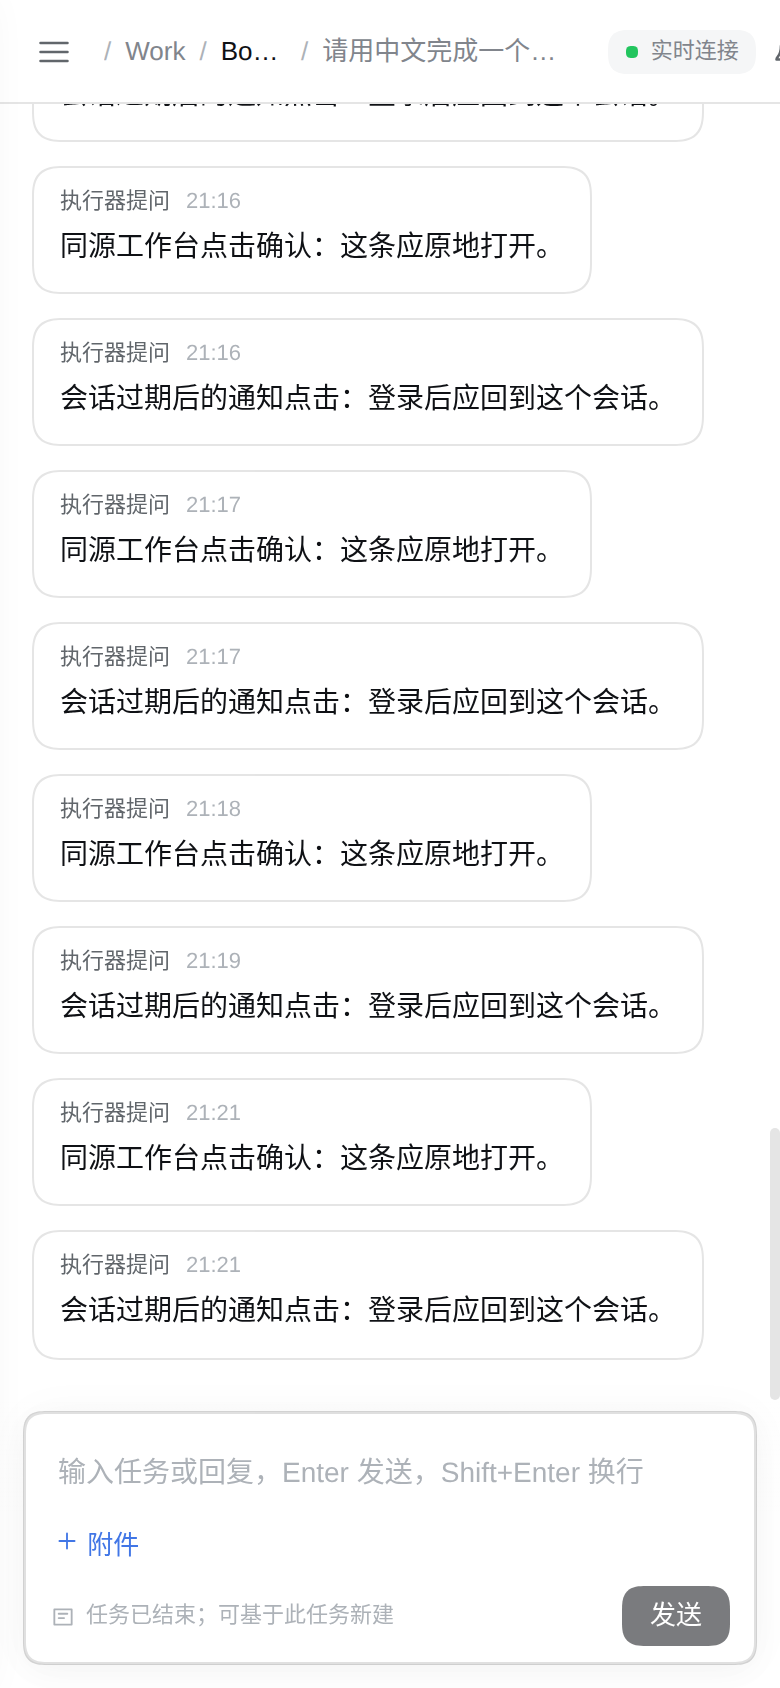 / Work / Bo… / 请用中文完成一个…
实时连接
执行器提问 21:16
同源工作台点击确认：这条应原地打开。
执行器提问 21:16
会话过期后的通知点击：登录后应回到这个会话。
执行器提问 21:17
同源工作台点击确认：这条应原地打开。
执行器提问 21:17
会话过期后的通知点击：登录后应回到这个会话。
执行器提问 21:18
同源工作台点击确认：这条应原地打开。
执行器提问 21:19
会话过期后的通知点击：登录后应回到这个会话。
执行器提问 21:21
同源工作台点击确认：这条应原地打开。
执行器提问 21:21
会话过期后的通知点击：登录后应回到这个会话。
输入任务或回复，Enter 发送，Shift+Enter 换行
+ 附件
任务已结束；可基于此任务新建
发送